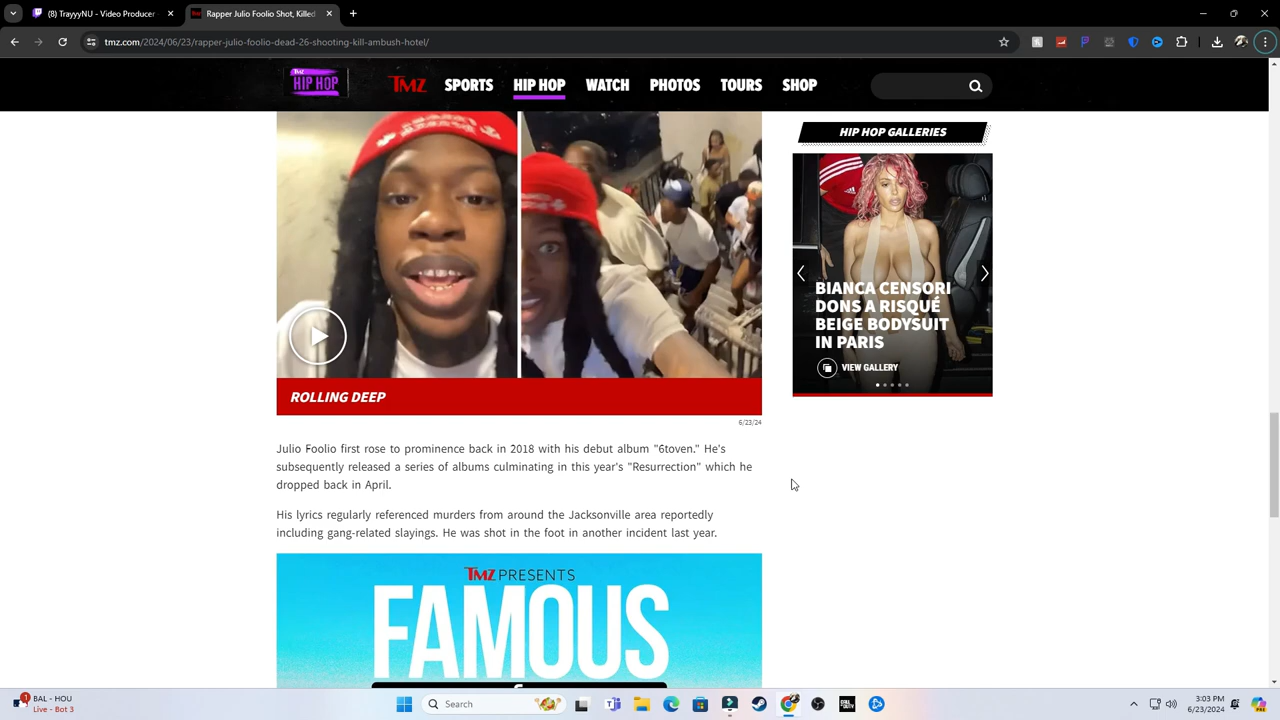 (8) TrayyyNU - Video Producer
Rapper Julio Foolio Shot, Killed
tmz.com/2024/06/23/rapper-julio-foolio-dead-26-shooting-kill-ambush-hotel/
TMZ
HIP HOP
TMZ SPORTS HIP HOP WATCH PHOTOS TOURS SHOP
HIP HOP GALLERIES
BIANCA CENSORI
DONS A RISQUÉ
BEIGE BODYSUIT
IN PARIS
VIEW GALLERY
ROLLING DEEP
6/23/24
Julio Foolio first rose to prominence back in 2018 with his debut album "6toven." He's
subsequently released a series of albums culminating in this year's "Resurrection" which he
dropped back in April.
His lyrics regularly referenced murders from around the Jacksonville area reportedly
including gang-related slayings. He was shot in the foot in another incident last year.
TMZ PRESENTS
FAMOUS
1
BAL - HOU
Live - Bot 3
Search
CALL OF DUTY
3:03 PM
6/23/2024